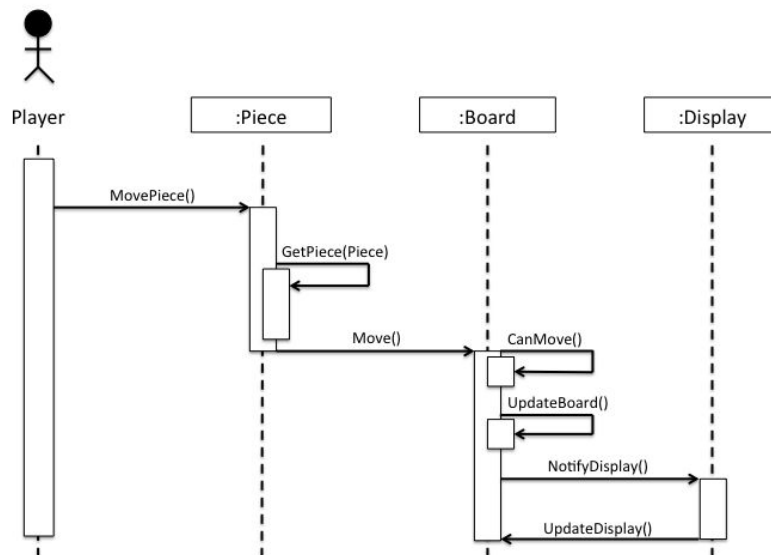 Player
:Piece
:Board
:Display
MovePiece()
GetPiece(Piece)
Move()
CanMove()
UpdateBoard()
NotifyDisplay()
UpdateDisplay()